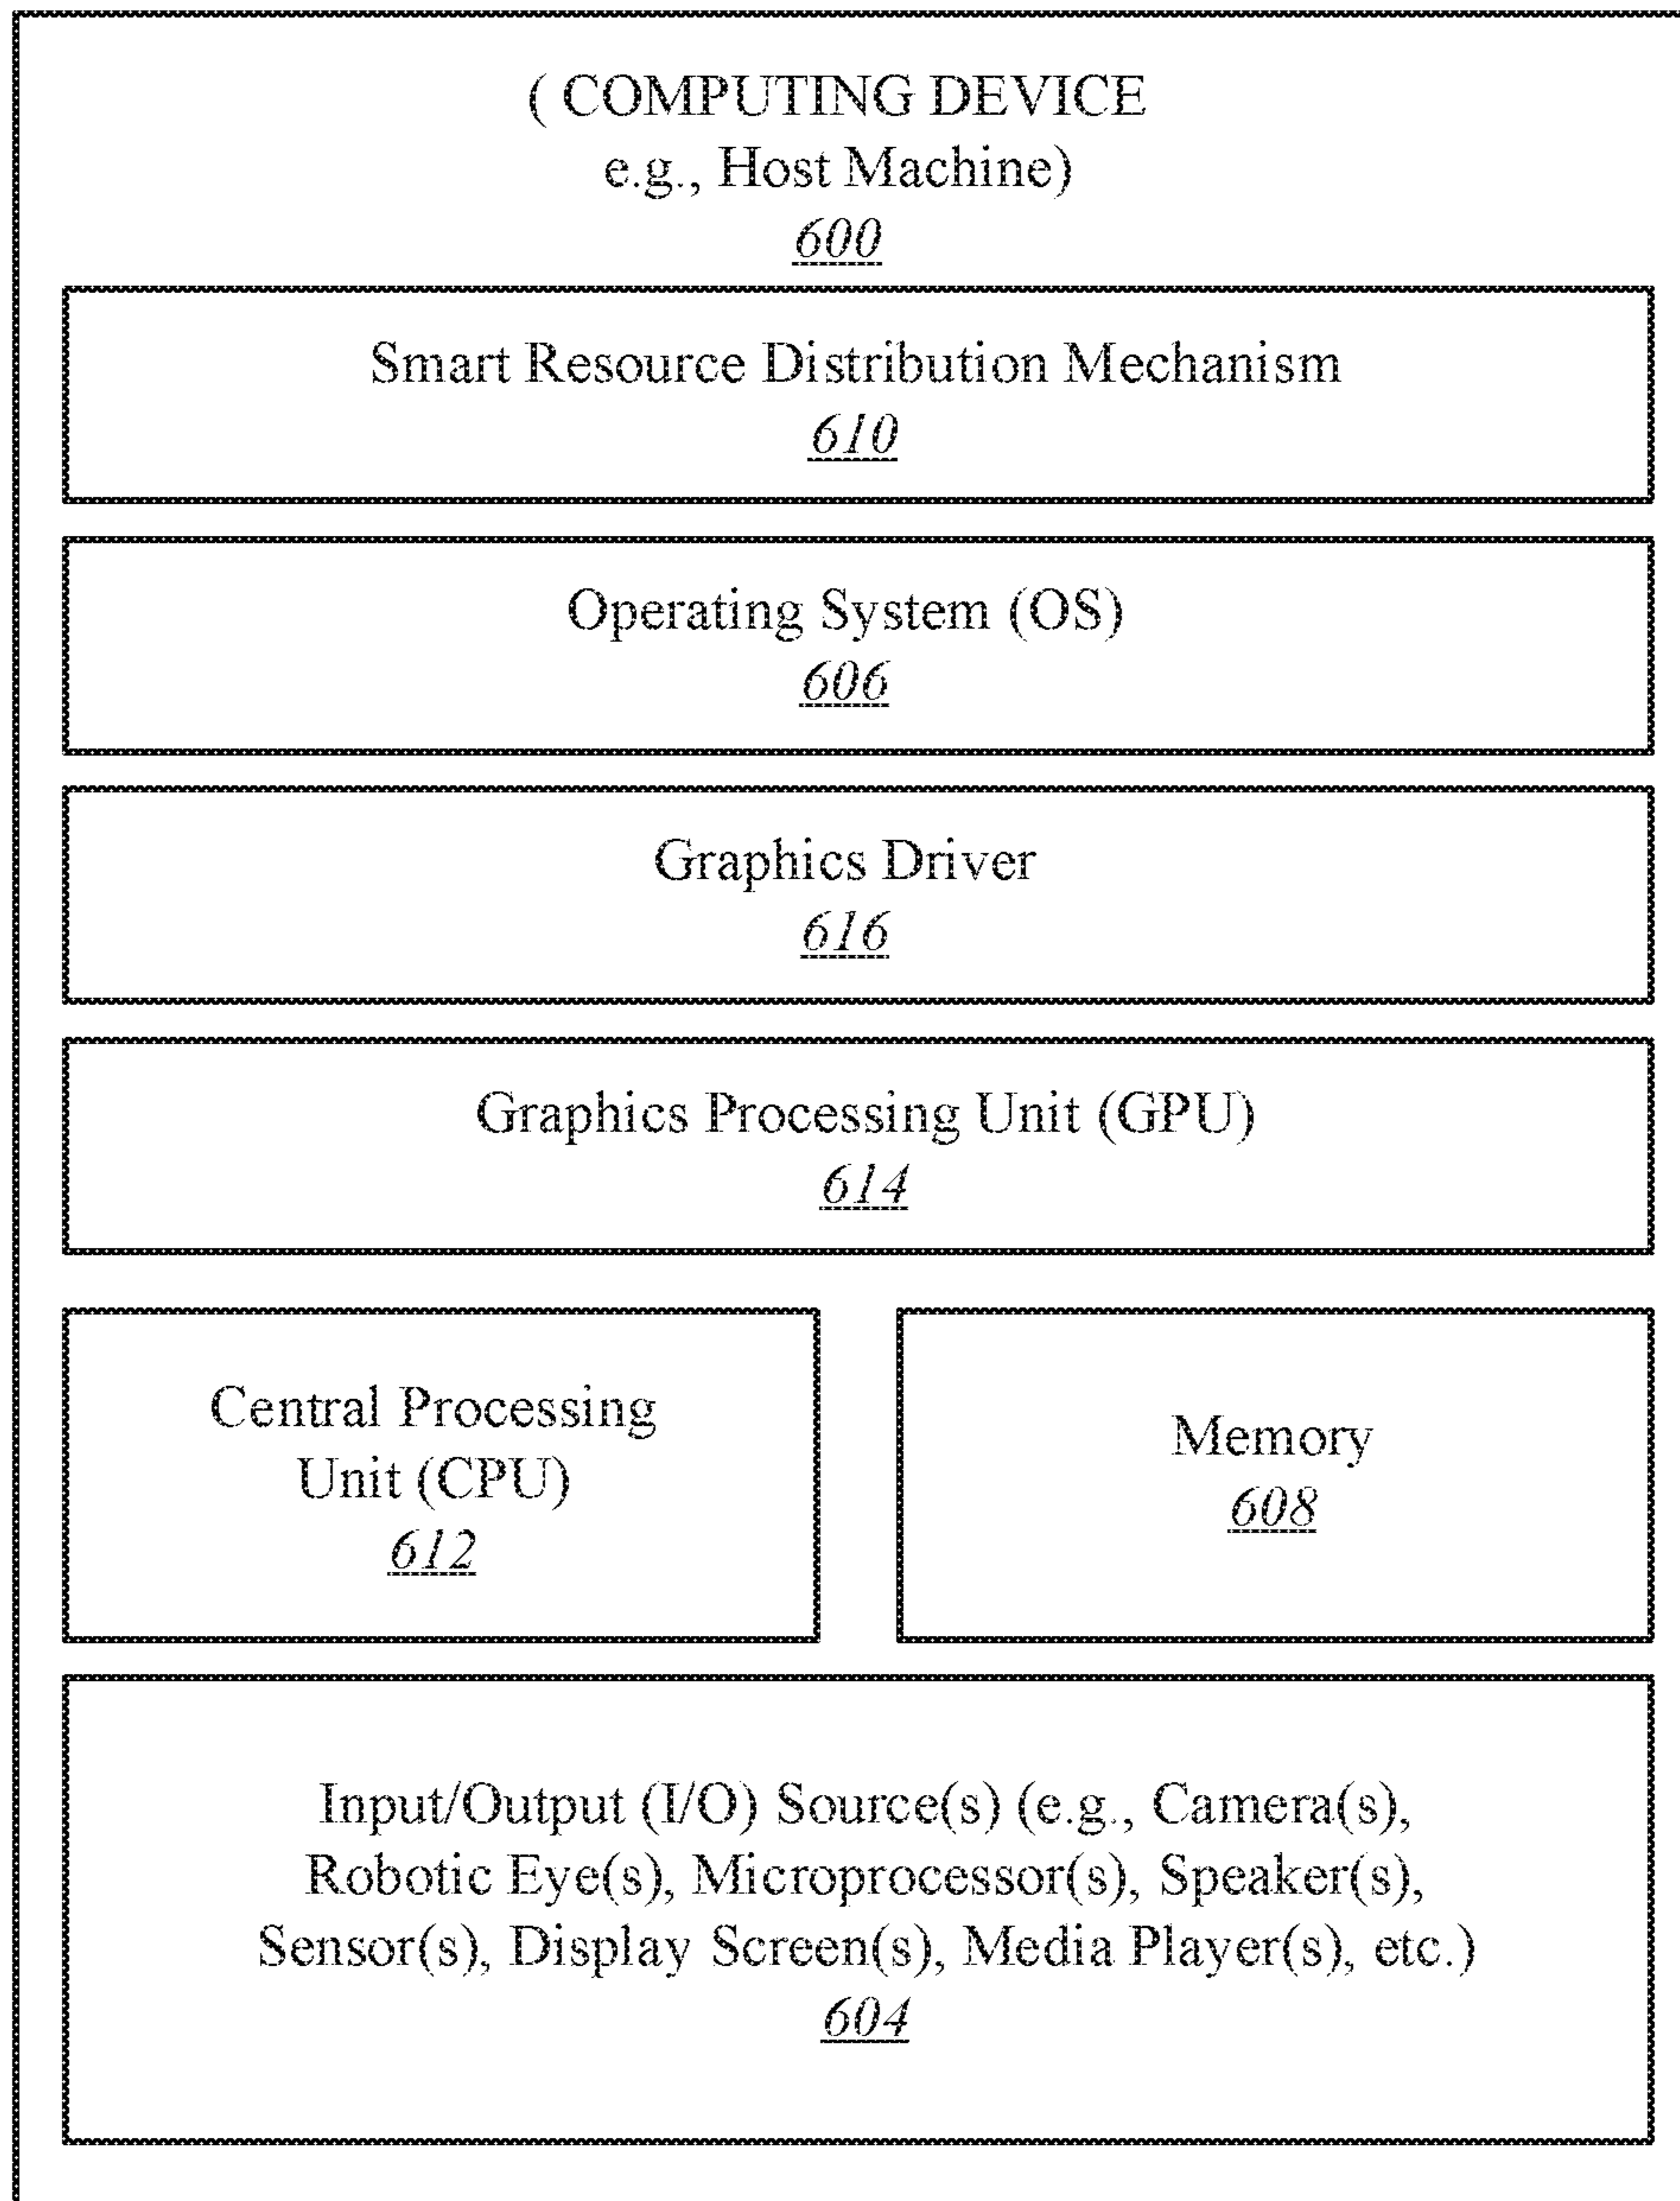 ( COMPUTING DEVICE
e.g., Host Machine)
600
Smart Resource Distribution Mechanism
610
Operating System (OS)
606
Graphics Driver
616
Graphics Processing Unit (GPU)
614
Central Processing
Unit (CPU)
612
Memory
608
Input/Output (I/O) Source(s) (e.g., Camera(s),
Robotic Eye(s), Microprocessor(s), Speaker(s),
Sensor(s), Display Screen(s), Media Player(s), etc.)
604